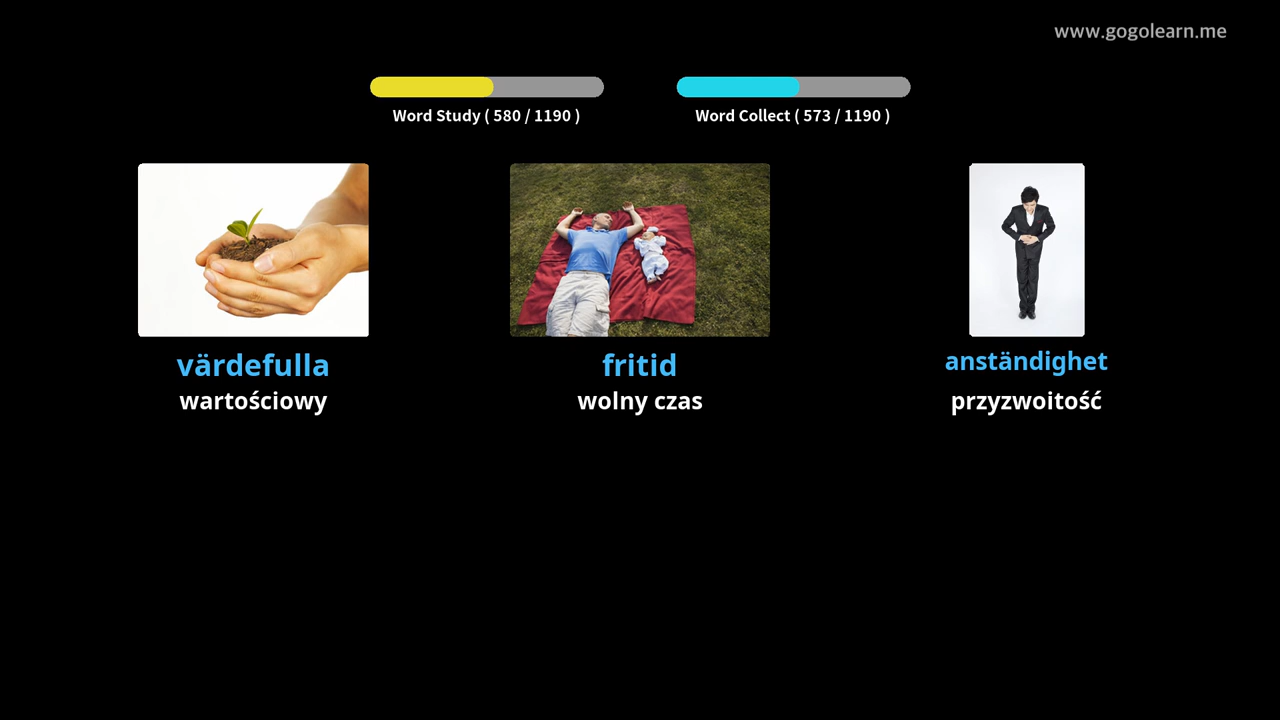 www.gogolearn.me
Word Study ( 580 / 1190 )
Word Collect ( 573 / 1190 )
värdefulla
wartościowy
fritid
wolny czas
anständighet
przyzwoitość